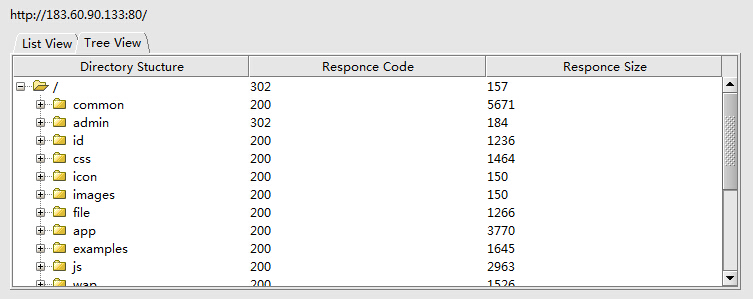 http://183.60.90.133:80/
List View Tree View
Directory Stucture Responce Code Responce Size
/ 302 157
common 200 5671
admin 302 184
id 200 1236
css 200 1464
icon 200 150
images 200 150
file 200 1266
app 200 3770
examples 200 1645
js 200 2963
wap 200 1526